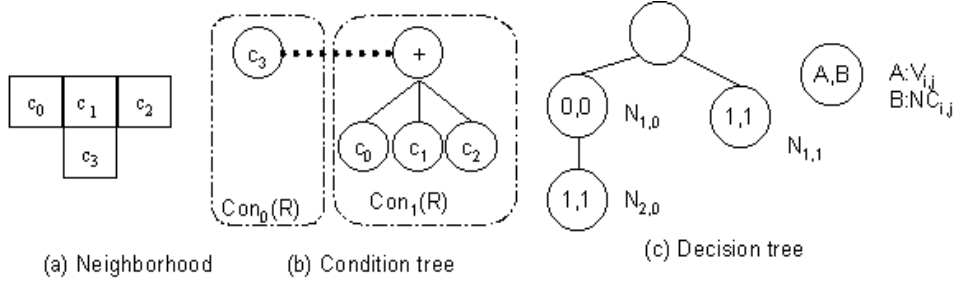 c0 c1 c2
c3
c3 +
c0 c1 c2
Con0(R) Con1(R)
0,0 N1,0
1,1 N1,1
1,1 N2,0
A,B A:Vi,j
B:NCi,j
(a) Neighborhood (b) Condition tree (c) Decision tree